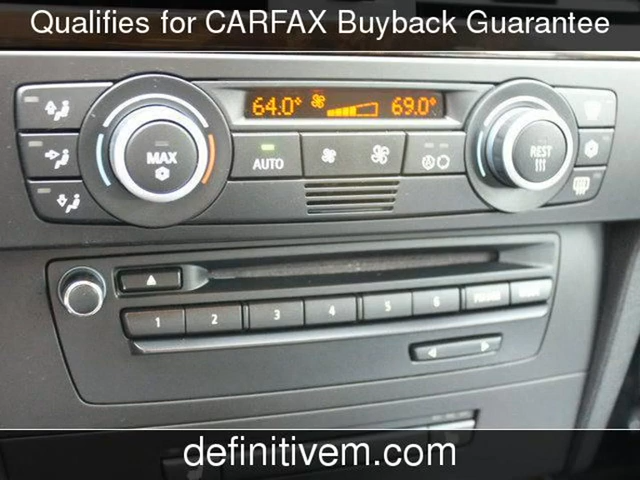 Qualifies for CARFAX Buyback Guarantee
64.0° 69.0°
MAX
AUTO
REST
1 2 3 4 5 6
definitivem.com